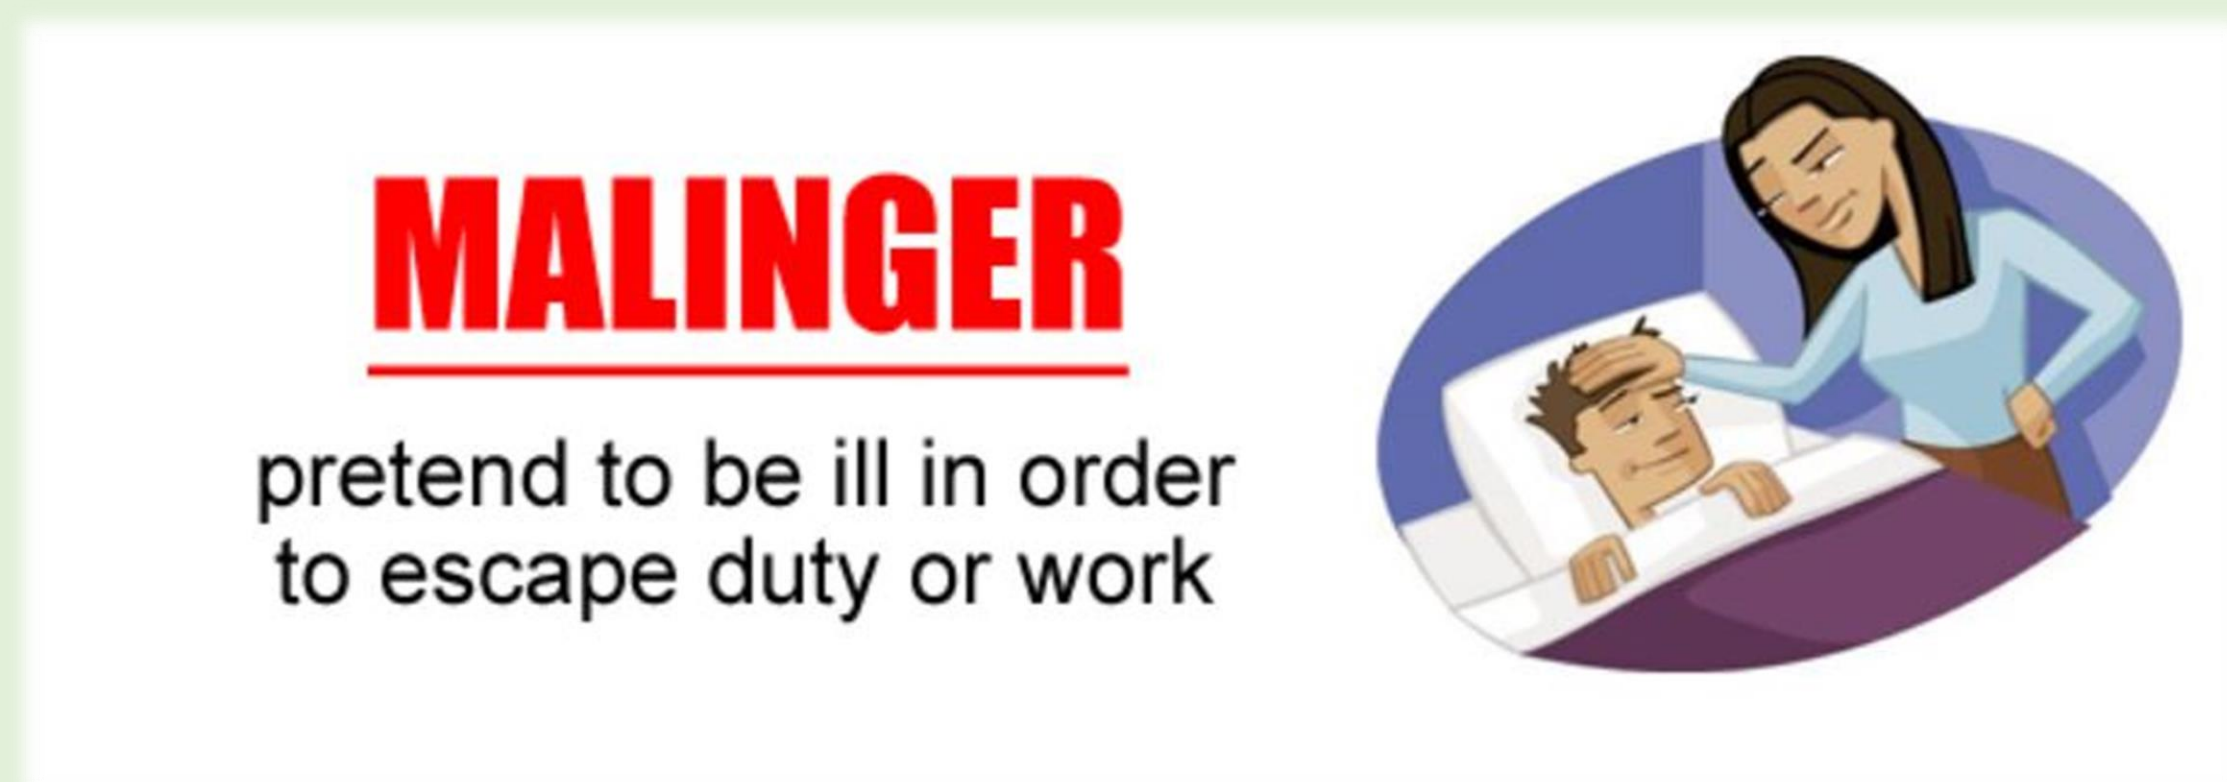 MALINGER
pretend to be ill in order
to escape duty or work